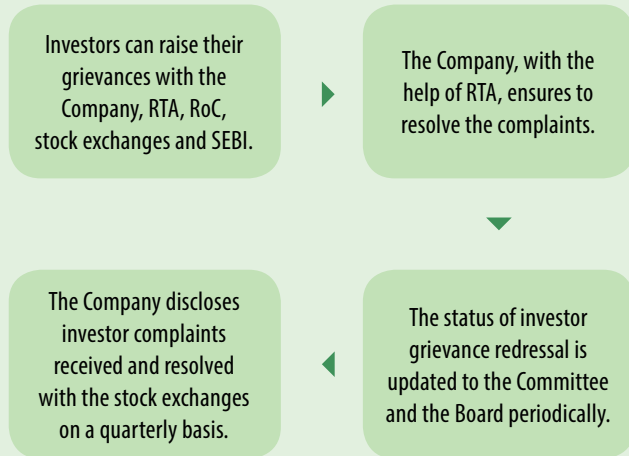 Investors can raise their
grievances with the
Company, RTA, RoC,
stock exchanges and SEBI.
The Company, with the
help of RTA, ensures to
resolve the complaints.
The status of investor
grievance redressal is
updated to the Committee
and the Board periodically.
The Company discloses
investor complaints
received and resolved
with the stock exchanges
on a quarterly basis.